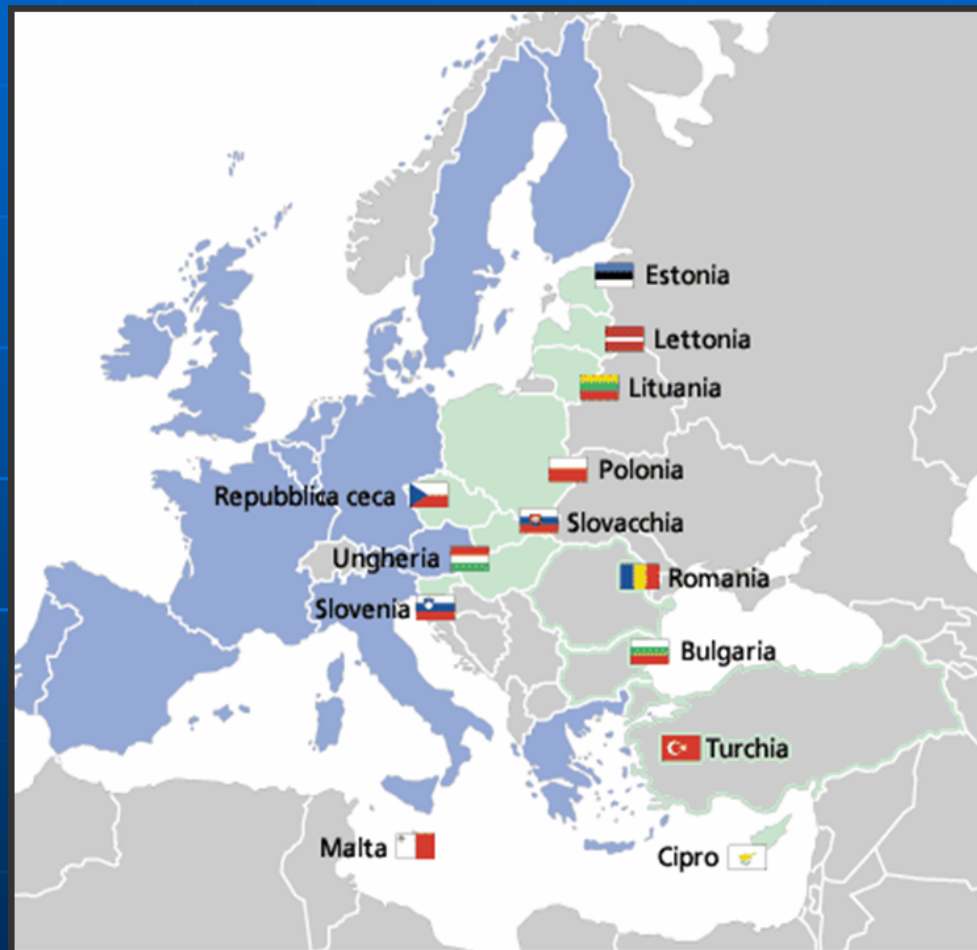 Estonia
Lettonia
Lituania
Polonia
Repubblica ceca
Slovacchia
Ungheria
Romania
Slovenia
Bulgaria
Turchia
Malta
Cipro